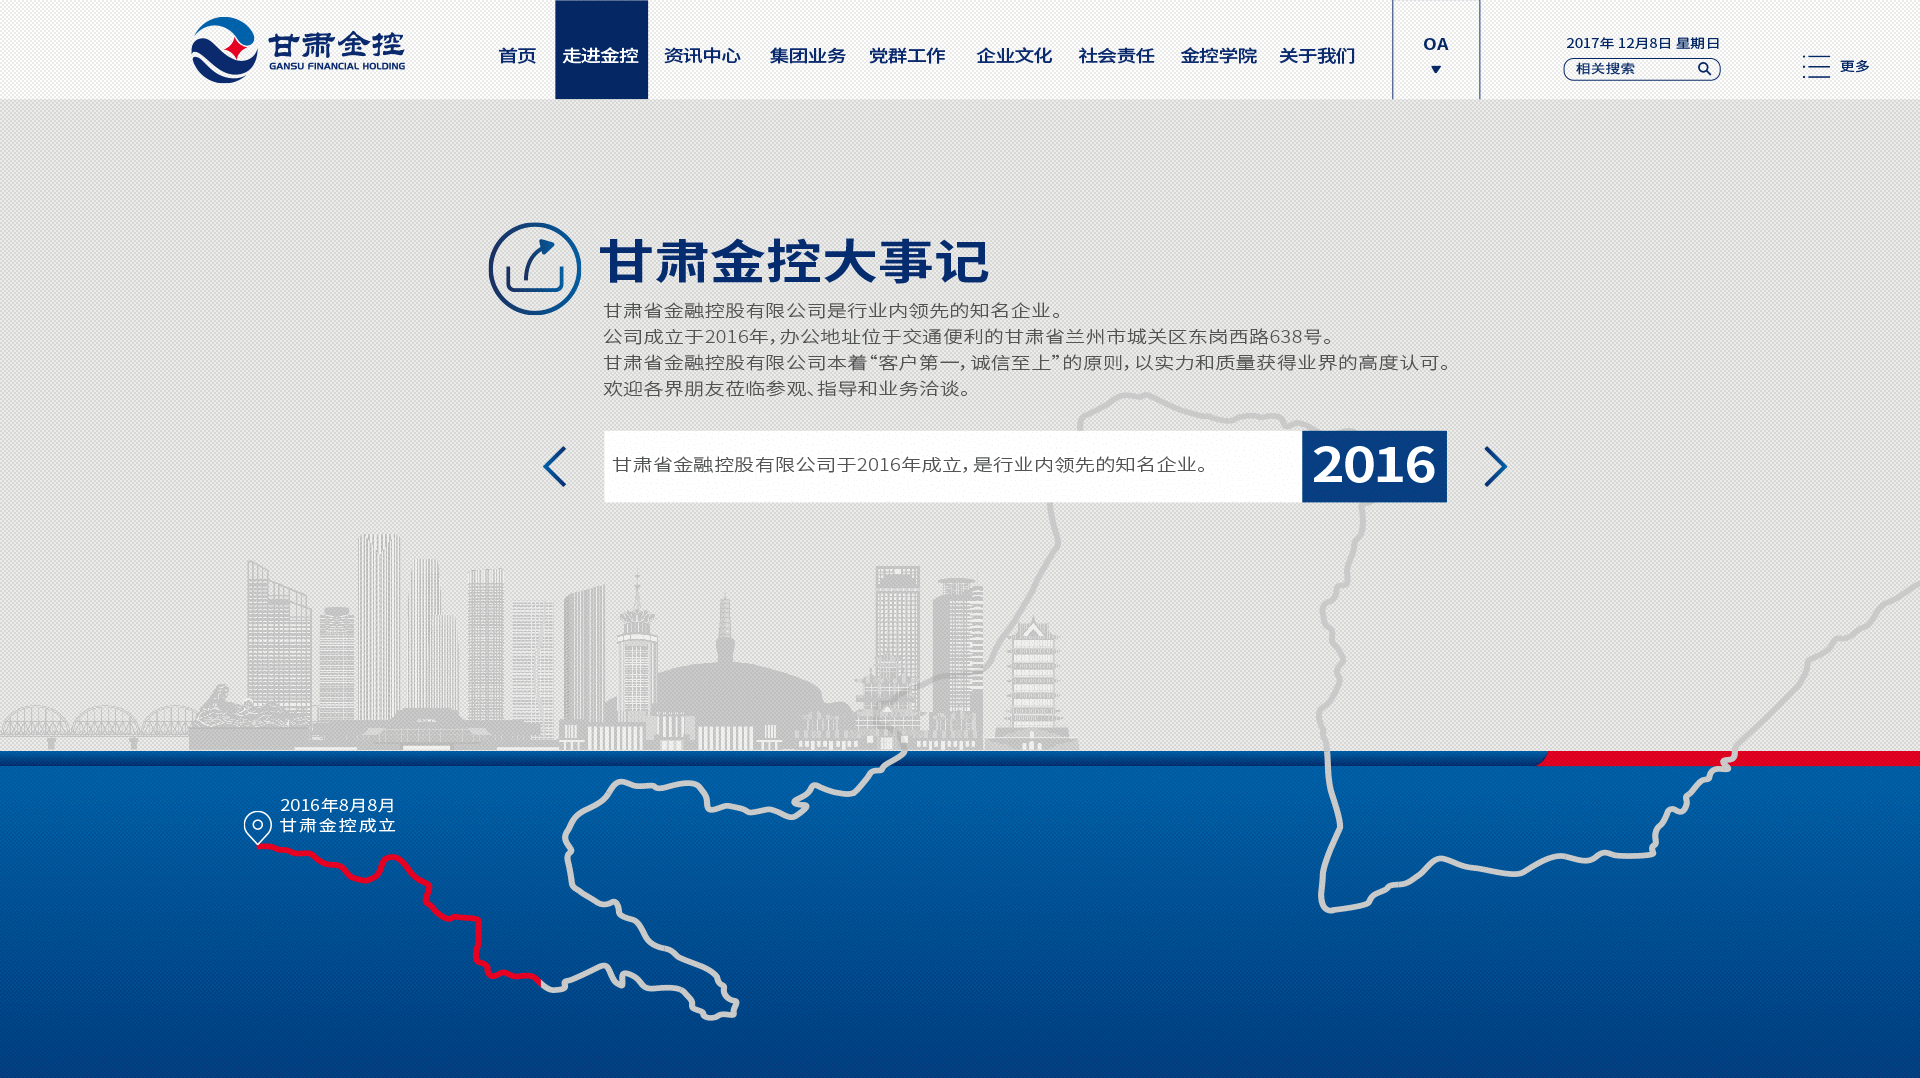 甘肃金控
GANSU FINANCIAL HOLDING
首页 走进金控 资讯中心 集团业务 党群工作 企业文化 社会责任 金控学院 关于我们
OA
2017年 12月8日 星期日
相关搜索
更多
甘肃金控大事记
甘肃省金融控股有限公司是行业内领先的知名企业。
公司成立于2016年，办公地址位于交通便利的甘肃省兰州市城关区东岗西路638号。
甘肃省金融控股有限公司本着“客户第一，诚信至上”的原则，以实力和质量获得业界的高度认可。
欢迎各界朋友莅临参观、指导和业务洽谈。
甘肃省金融控股有限公司于2016年成立，是行业内领先的知名企业。
2016
2016年8月8月
甘肃金控成立